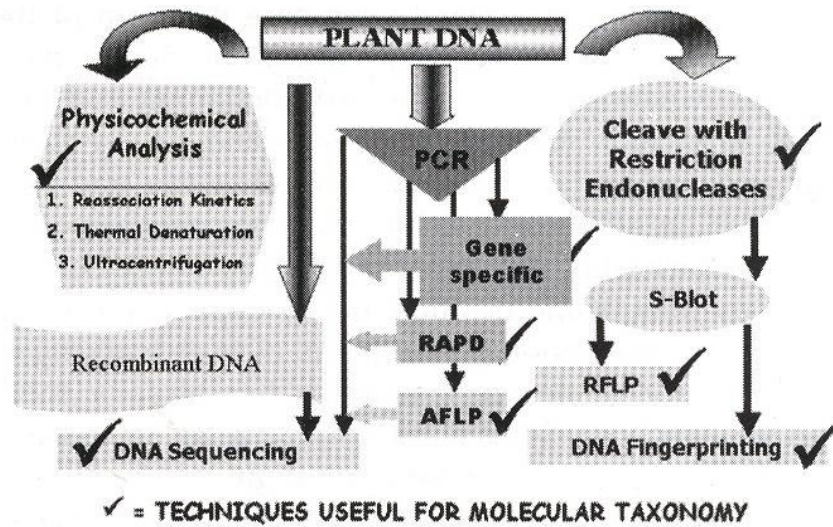 PLANT DNA
Physicochemical
Analysis
1. Reassociation Kinetics
2. Thermal Denaturation
3. Ultracentrifugation
PCR
Cleave with
Restriction
Endonucleases
Gene
specific
S-Blot
Recombinant DNA
RAPD
RFLP
AFLP
DNA Sequencing
DNA Fingerprinting
✓ = TECHNIQUES USEFUL FOR MOLECULAR TAXONOMY